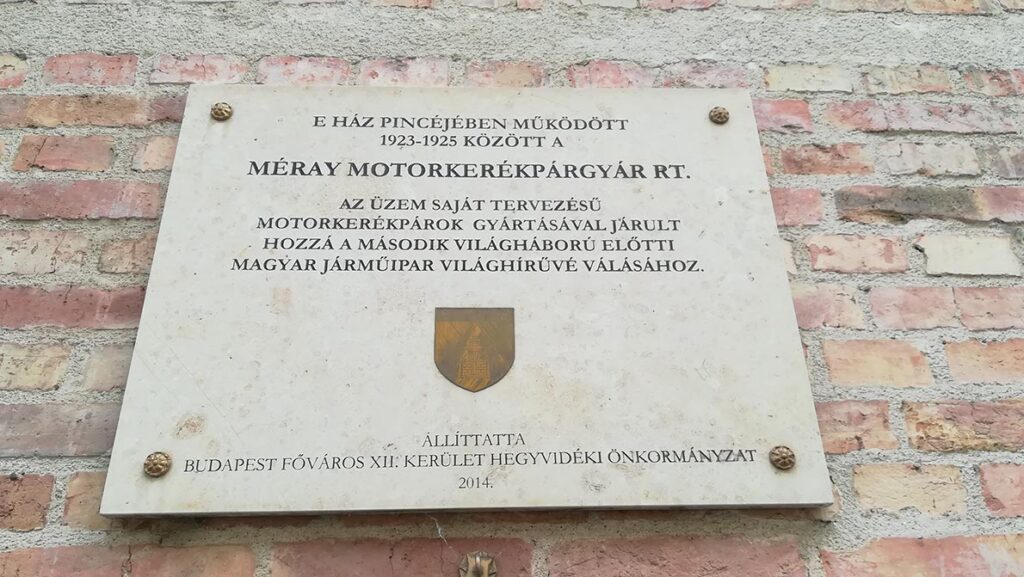 E HÁZ PINCÉJÉBEN MŰKÖDÖTT
1923-1925 KÖZÖTT A
MÉRAY MOTORKERÉKPÁRGYÁR RT.
AZ ÜZEM SAJÁT TERVEZÉSŰ
MOTORKERÉKPÁROK GYÁRTÁSÁVAL JÁRULT
HOZZÁ A MÁSODIK VILÁGHÁBORÚ ELŐTTI
MAGYAR JÁRMŰIPAR VILÁGHÍRŰVÉ VÁLÁSÁHOZ.
ÁLLÍTTATTA
BUDAPEST FŐVÁROS XII. KERÜLET HEGYVIDÉKI ÖNKORMÁNYZAT
2014.